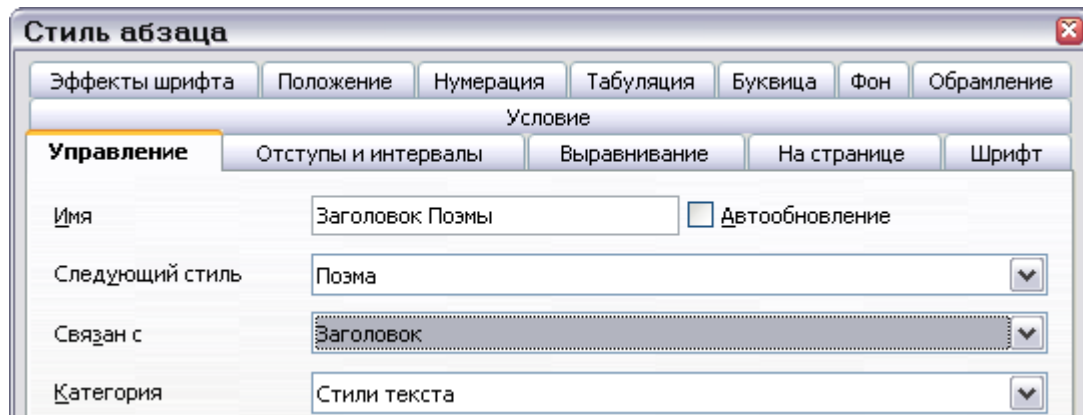 Стиль абзаца
Эффекты шрифта Положение Нумерация Табуляция Буквица Фон Обрамление
Условие
Управление Отступы и интервалы Выравнивание На странице Шрифт
Имя Заголовок Поэмы Автообновление
Следующий стиль Поэма
Связан с Заголовок
Категория Стили текста